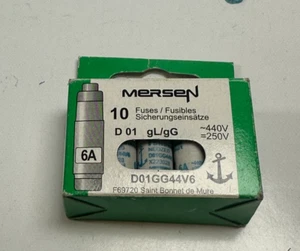 MERSEN
10 Fuses / Fusibles
Sicherungseinsätze
D 01 gL/gG ~440V
=250V
6A
D01GG44V6
F69720 Saint Bonnet de Mure